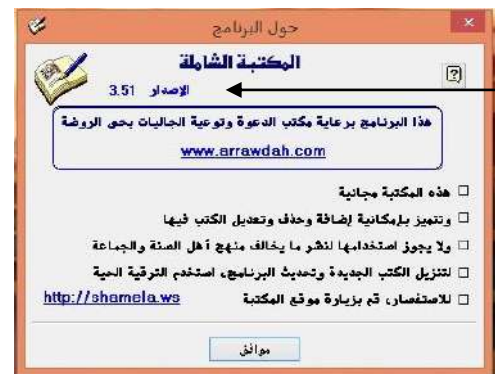 حول البرنامج
المكتبة الشاملة
الإصدار 3.51
هذا البرنامج برعاية مكتب الدعوة وتوعية الجاليات بحي الروضة
www.arrawdah.com
هذه المكتبة مجانية
وتتميز بإمكانية إضافة وحذف وتعديل الكتب فيها
ولا يجوز استخدامها لنشر ما يخالف منهج أهل السنة والجماعة
لتنزيل الكتب الجديدة وتحديث البرنامج، استخدم الترقية الحية
للاستفسار، قم بزيارة موقع المكتبة http://shamela.ws
موافق